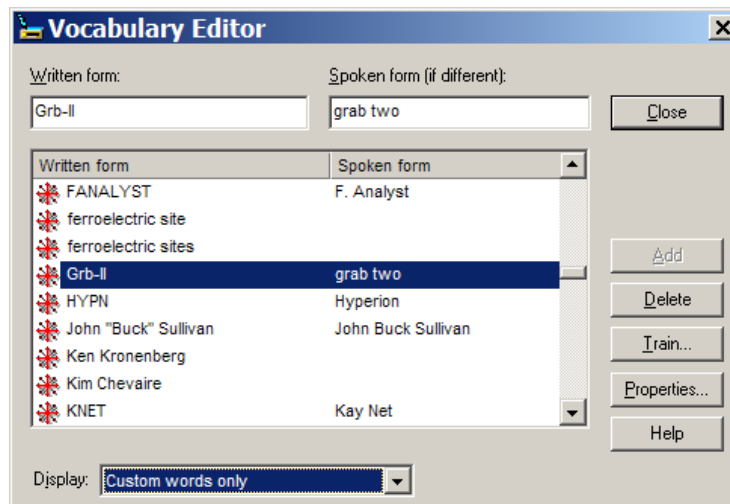 Vocabulary Editor
Written form: Spoken form (if different):
Grb-II grab two Close
Written form Spoken form
FANALYST F. Analyst
ferroelectric site
ferroelectric sites
Add
Grb-II grab two
HYPN Hyperion Delete
John "Buck" Sullivan John Buck Sullivan
Train...
Ken Kronenberg
Kim Chevaire Properties...
KNET Kay Net
Help
Display: Custom words only